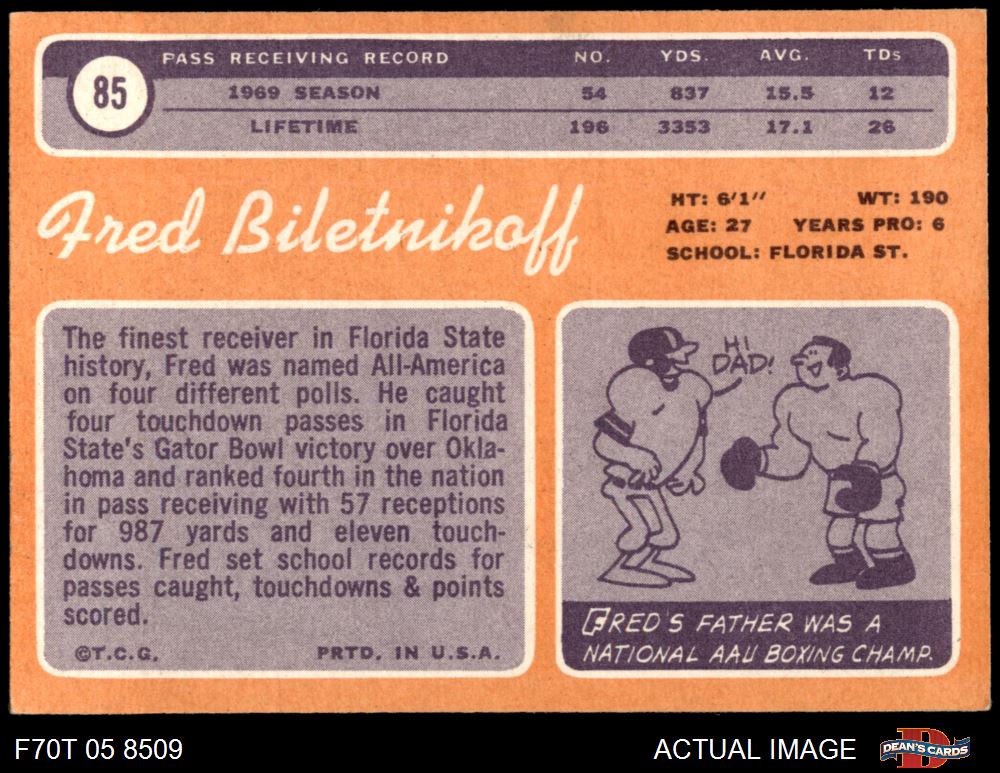 PASS RECEIVING RECORD NO. YDS. AVG. TDs
85
1969 SEASON 54 837 15.5 12
LIFETIME 196 3353 17.1 26
Fred Biletnikoff
HT: 6'1" WT: 190
AGE: 27 YEARS PRO: 6
SCHOOL: FLORIDA ST.
The finest receiver in Florida State
history, Fred was named All-America
on four different polls. He caught
four touchdown passes in Florida
State's Gator Bowl victory over Okla-
homa and ranked fourth in the nation
in pass receiving with 57 receptions
for 987 yards and eleven touch-
downs. Fred set school records for
passes caught, touchdowns & points
scored.
©T.C.G. PRTD. IN U.S.A.
HI
DAD!
FRED'S FATHER WAS A
NATIONAL AAU BOXING CHAMP.
F70T 05 8509 ACTUAL IMAGE
D
DEAN'S CARDS